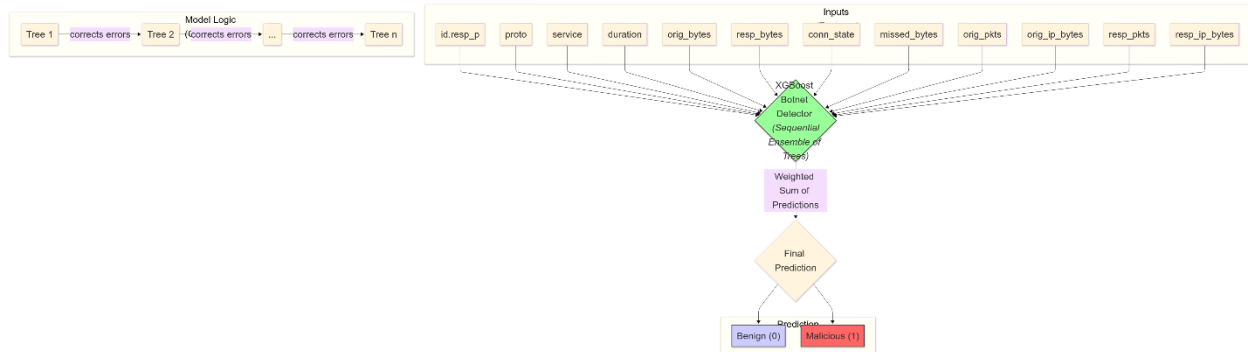 Model Logic
Tree 1
corrects errors
Tree 2
corrects errors
...
corrects errors
Tree n
Inputs
id.resp_p
proto
service
duration
orig_bytes
resp_bytes
conn_state
missed_bytes
orig_pkts
orig_ip_bytes
resp_pkts
resp_ip_bytes
XGBoost
Botnet
Detector
(Sequential
Ensemble of
Trees)
Weighted
Sum of
Predictions
Final
Prediction
Prediction
Benign (0)
Malicious (1)